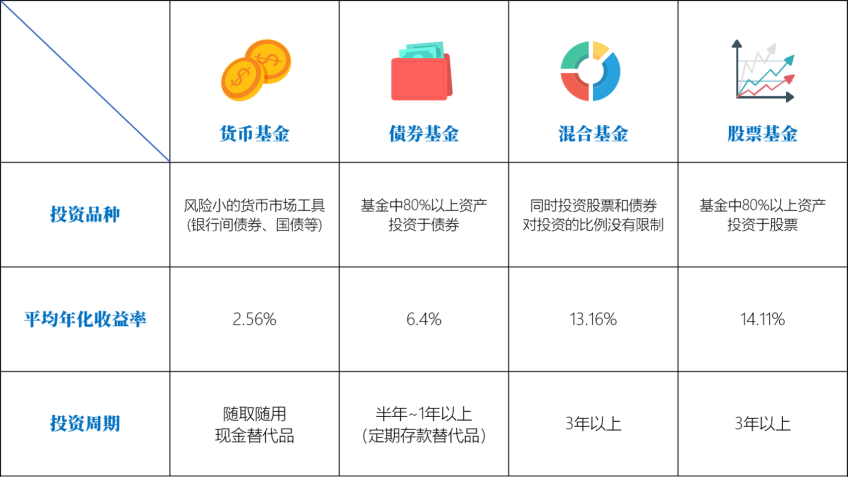 货币基金
债券基金
混合基金
股票基金
投资品种
风险小的货币市场工具
(银行间债券、国债等)
基金中80%以上资产
投资于债券
同时投资股票和债券
对投资的比例没有限制
基金中80%以上资产
投资于股票
平均年化收益率
2.56%
6.4%
13.16%
14.11%
投资周期
随取随用
现金替代品
半年~1年以上
（定期存款替代品）
3年以上
3年以上